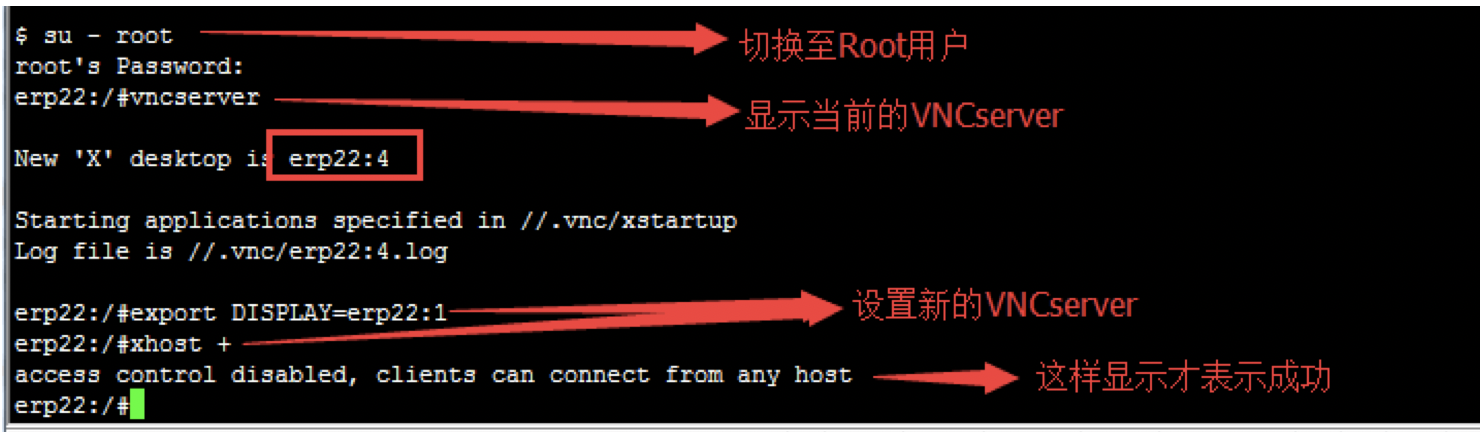 $ su - root
切换至Root用户
root's Password:
erp22:/#vncserver
显示当前的VNCserver
New 'X' desktop is erp22:4
Starting applications specified in //.vnc/xstartup
Log file is //.vnc/erp22:4.log
erp22:/#export DISPLAY=erp22:1
设置新的VNCserver
erp22:/#xhost +
access control disabled, clients can connect from any host
这样显示才表示成功
erp22:/#